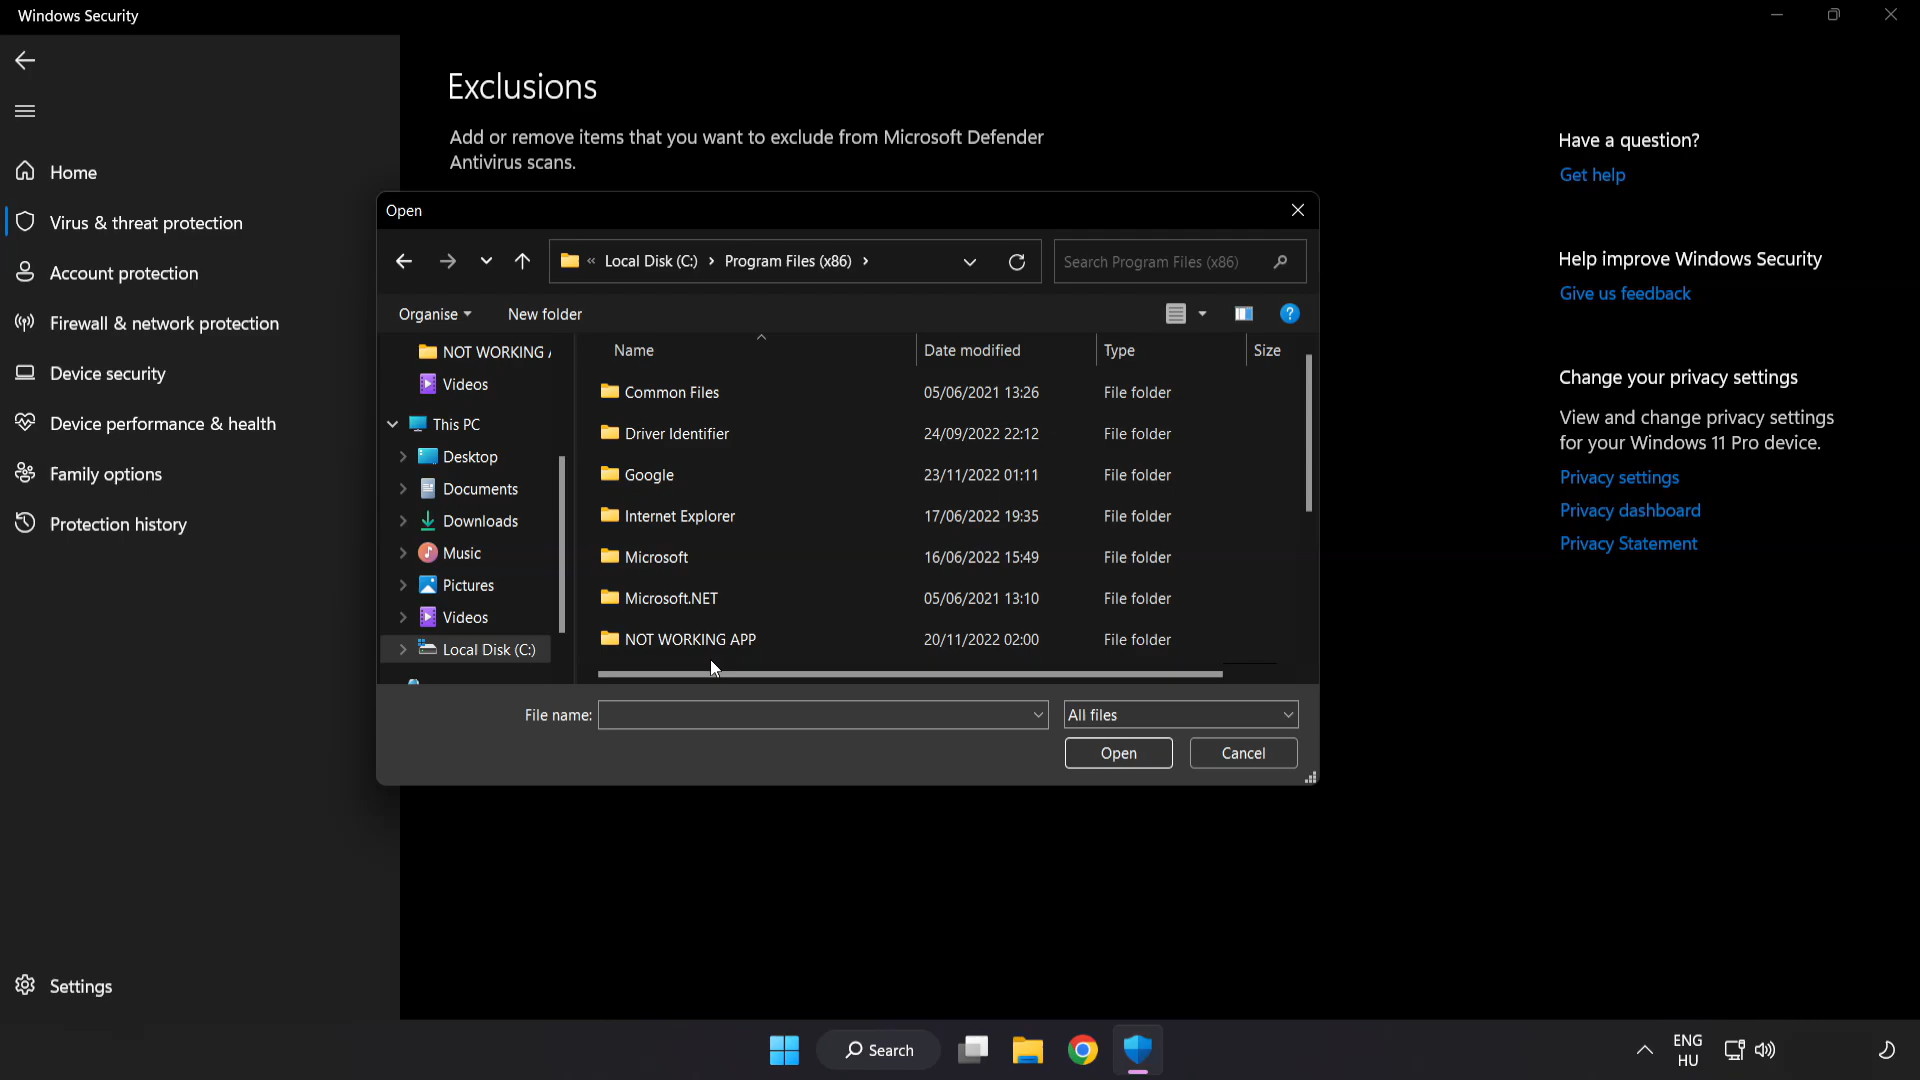 Windows Security
Home
Virus & threat protection
Account protection
Firewall & network protection
Device security
Device performance & health
Family options
Protection history
Settings
Exclusions
Add or remove items that you want to exclude from Microsoft Defender
Antivirus scans.
Open
« Local Disk (C:) > Program Files (x86) >
Search Program Files (x86)
Organise
New folder
?
NOT WORKING
Videos
This PC
Desktop
Documents
Downloads
Music
Pictures
Videos
Local Disk (C:)
Name Date modified Type Size
Common Files 05/06/2021 13:26 File folder
Driver Identifier 24/09/2022 22:12 File folder
Google 23/11/2022 01:11 File folder
Internet Explorer 17/06/2022 19:35 File folder
Microsoft 16/06/2022 15:49 File folder
Microsoft.NET 05/06/2021 13:10 File folder
NOT WORKING APP 20/11/2022 02:00 File folder
File name:
All files
Open
Cancel
Have a question?
Get help
Help improve Windows Security
Give us feedback
Change your privacy settings
View and change privacy settings
for your Windows 11 Pro device.
Privacy settings
Privacy dashboard
Privacy Statement
Search
ENG
HU